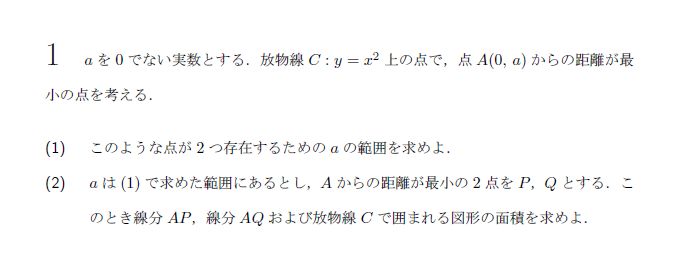 1 aを0でない実数とする．放物線 C : y = x² 上の点で，点 A(0, a) からの距離が最
小の点を考える．
(1) このような点が2つ存在するための a の範囲を求めよ．
(2) a は (1) で求めた範囲にあるとし，A からの距離が最小の2点を P，Q とする．こ
のとき線分 AP，線分 AQ および放物線 C で囲まれる図形の面積を求めよ．